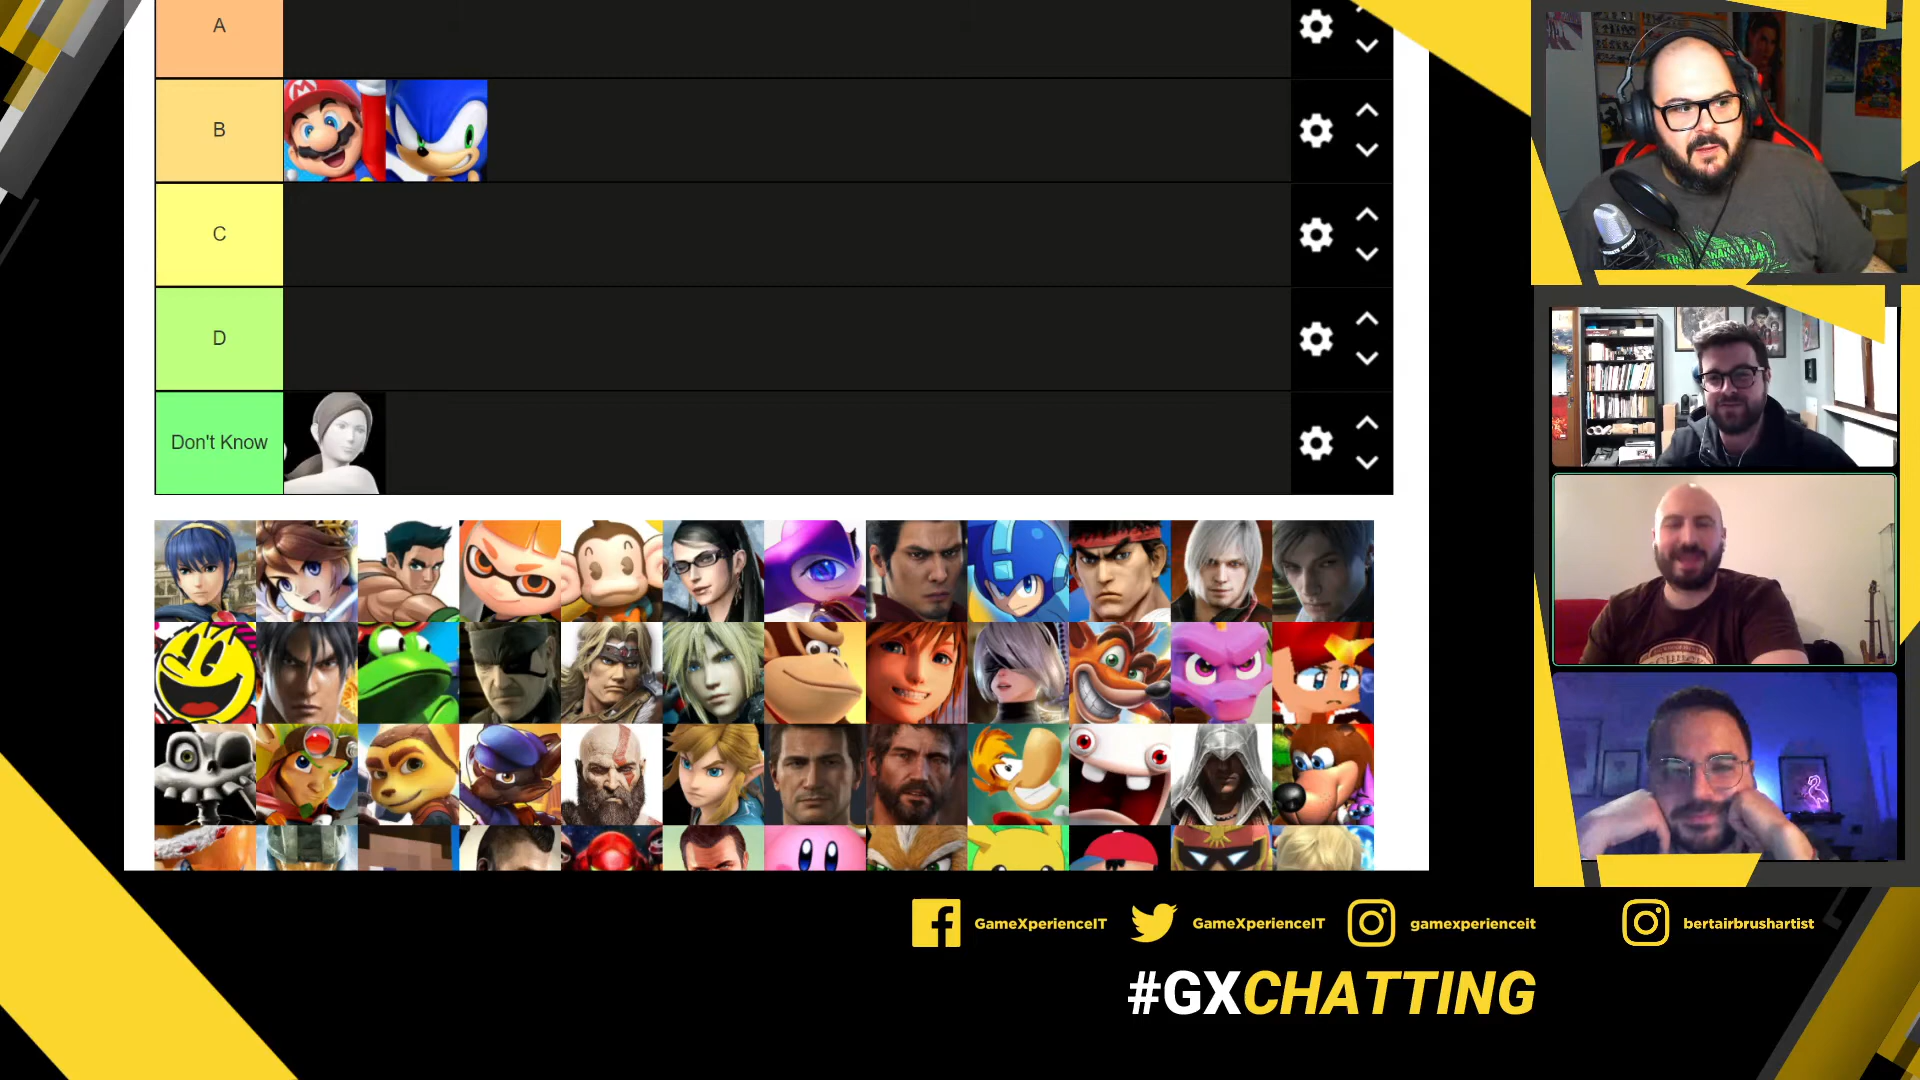 A
B
C
D
Don't Know
GameXperienceIT
GameXperienceIT
gamexperienceit
bertairbrushartist
#GXCHATTING